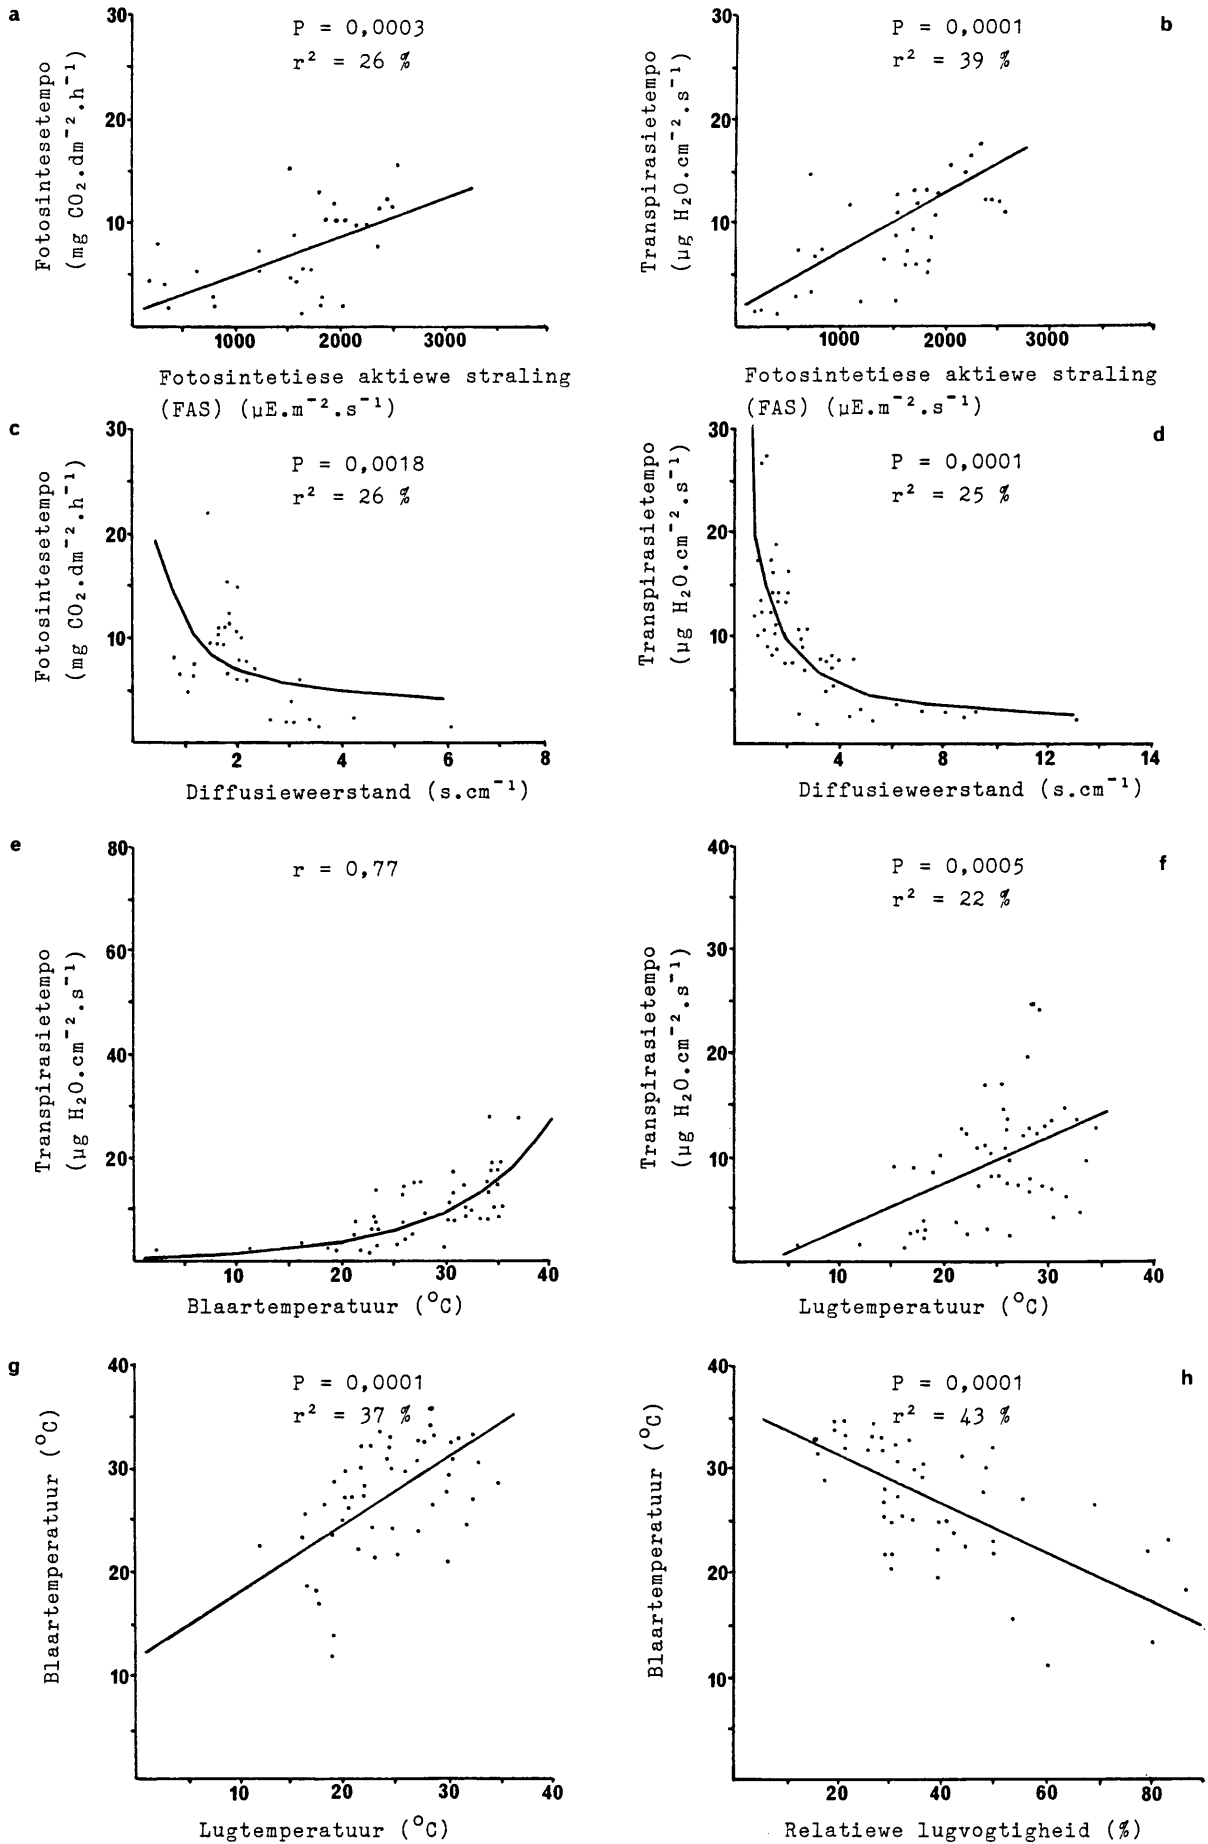 a
P = 0,0003
r² = 26 %
Fotosintesetempo
(mg CO₂.dm⁻².h⁻¹)
30
20
10
1000 2000 3000
Fotosintetiese aktiewe straling
(FAS) (µE.m⁻².s⁻¹)
b
P = 0,0001
r² = 39 %
Transpirasietempo
(µg H₂O.cm⁻².s⁻¹)
30
20
10
1000 2000 3000
Fotosintetiese aktiewe straling
(FAS) (µE.m⁻².s⁻¹)
c
P = 0,0018
r² = 26 %
Fotosintesetempo
(mg CO₂.dm⁻².h⁻¹)
30
20
10
2 4 6 8
Diffusieweerstand (s.cm⁻¹)
d
P = 0,0001
r² = 25 %
Transpirasietempo
(µg H₂O.cm⁻².s⁻¹)
30
20
10
4 8 12 14
Diffusieweerstand (s.cm⁻¹)
e
r = 0,77
Transpirasietempo
(µg H₂O.cm⁻².s⁻¹)
80
60
40
20
10 20 30 40
Blaartemperatuur (°C)
f
P = 0,0005
r² = 22 %
Transpirasietempo
(µg H₂O.cm⁻².s⁻¹)
40
30
20
10
10 20 30 40
Lugtemperatuur (°C)
g
P = 0,0001
r² = 37 %
Blaartemperatuur (°C)
40
30
20
10
10 20 30 40
Lugtemperatuur (°C)
h
P = 0,0001
r² = 43 %
Blaartemperatuur (°C)
40
30
20
10
20 40 60 80
Relatiewe lugvogtigheid (%)